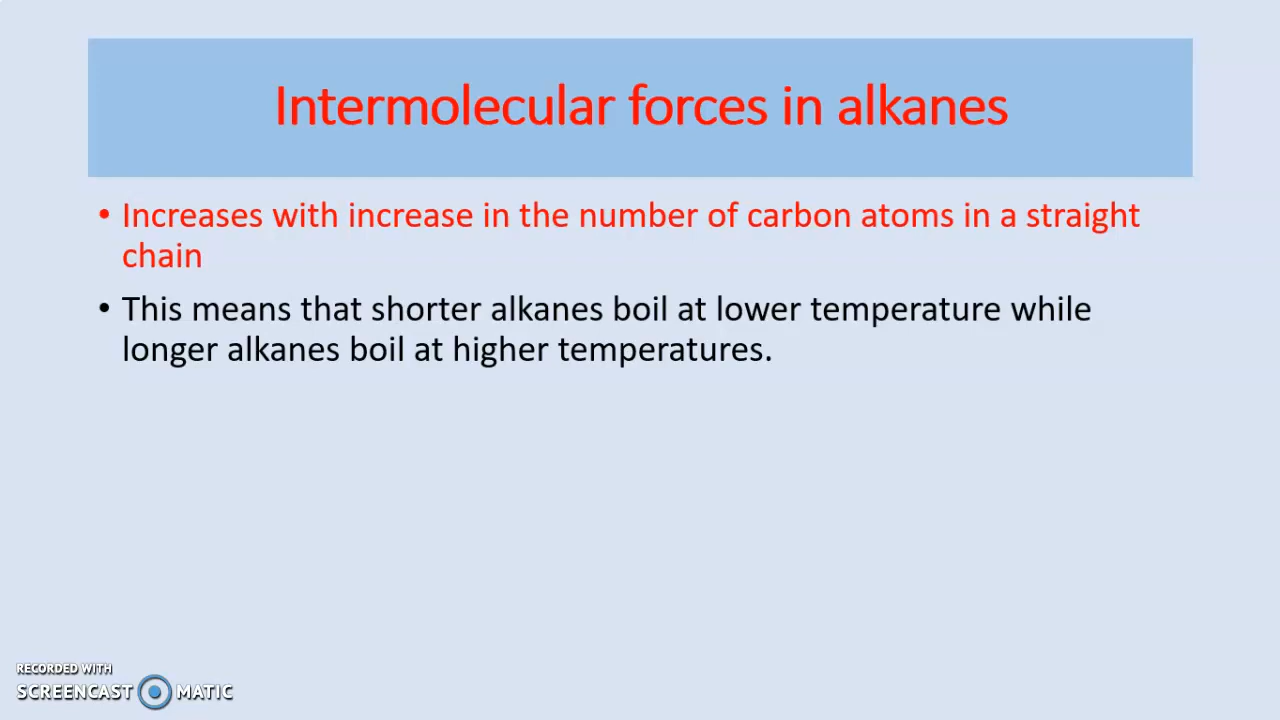 Intermolecular forces in alkanes
• Increases with increase in the number of carbon atoms in a straight
chain
• This means that shorter alkanes boil at lower temperature while
longer alkanes boil at higher temperatures.
RECORDED WITH
SCREENCAST MATIC